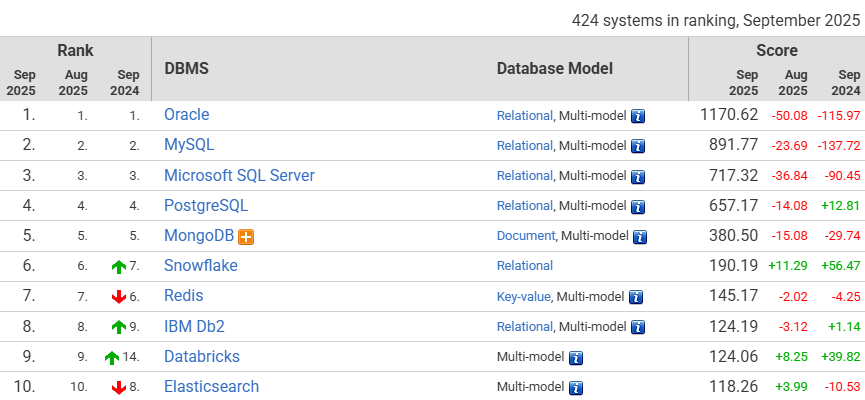 424 systems in ranking, September 2025
Rank DBMS Database Model Score
Sep 2025 Aug 2025 Sep 2024 Sep 2025 Aug 2025 Sep 2024
1. 1. 1. Oracle Relational, Multi-model i 1170.62 -50.08 -115.97
2. 2. 2. MySQL Relational, Multi-model i 891.77 -23.69 -137.72
3. 3. 3. Microsoft SQL Server Relational, Multi-model i 717.32 -36.84 -90.45
4. 4. 4. PostgreSQL Relational, Multi-model i 657.17 -14.08 +12.81
5. 5. 5. MongoDB + Document, Multi-model i 380.50 -15.08 -29.74
6. 6. 7. Snowflake Relational 190.19 +11.29 +56.47
7. 7. 6. Redis Key-value, Multi-model i 145.17 -2.02 -4.25
8. 8. 9. IBM Db2 Relational, Multi-model i 124.19 -3.12 +1.14
9. 9. 14. Databricks Multi-model i 124.06 +8.25 +39.82
10. 10. 8. Elasticsearch Multi-model i 118.26 +3.99 -10.53